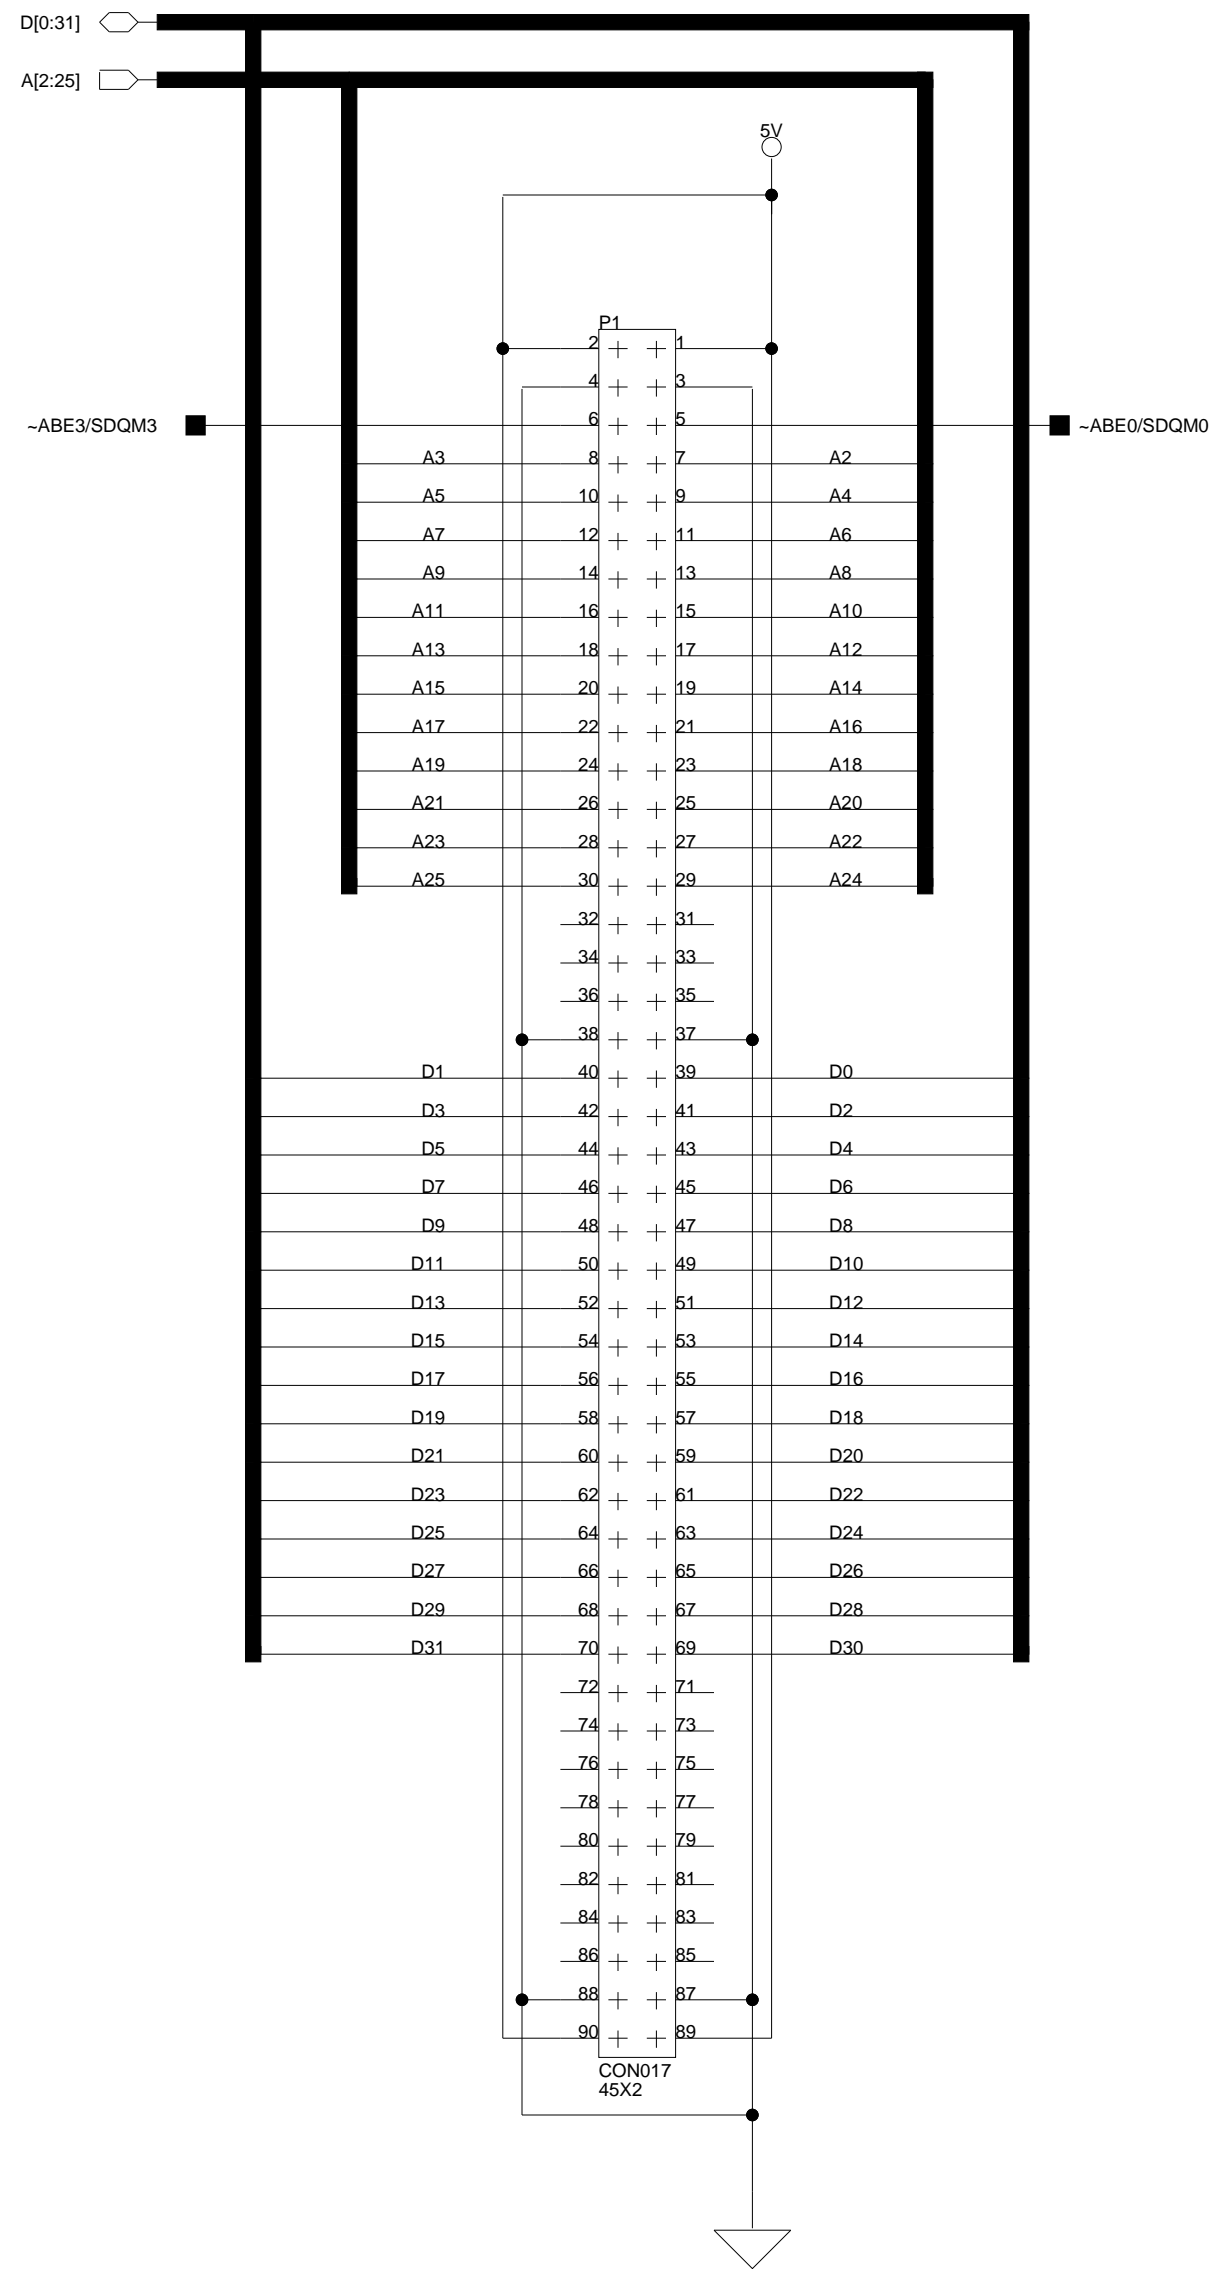 D[0:31]
A[2:25]
5V
P1
2 1
4 3
~ABE3/SDQM3 6 5 ~ABE0/SDQM0
A3 8 7 A2
A5 10 9 A4
A7 12 11 A6
A9 14 13 A8
A11 16 15 A10
A13 18 17 A12
A15 20 19 A14
A17 22 21 A16
A19 24 23 A18
A21 26 25 A20
A23 28 27 A22
A25 30 29 A24
32 31
34 33
36 35
38 37
D1 40 39 D0
D3 42 41 D2
D5 44 43 D4
D7 46 45 D6
D9 48 47 D8
D11 50 49 D10
D13 52 51 D12
D15 54 53 D14
D17 56 55 D16
D19 58 57 D18
D21 60 59 D20
D23 62 61 D22
D25 64 63 D24
D27 66 65 D26
D29 68 67 D28
D31 70 69 D30
72 71
74 73
76 75
78 77
80 79
82 81
84 83
86 85
88 87
90 89
CON017
45X2